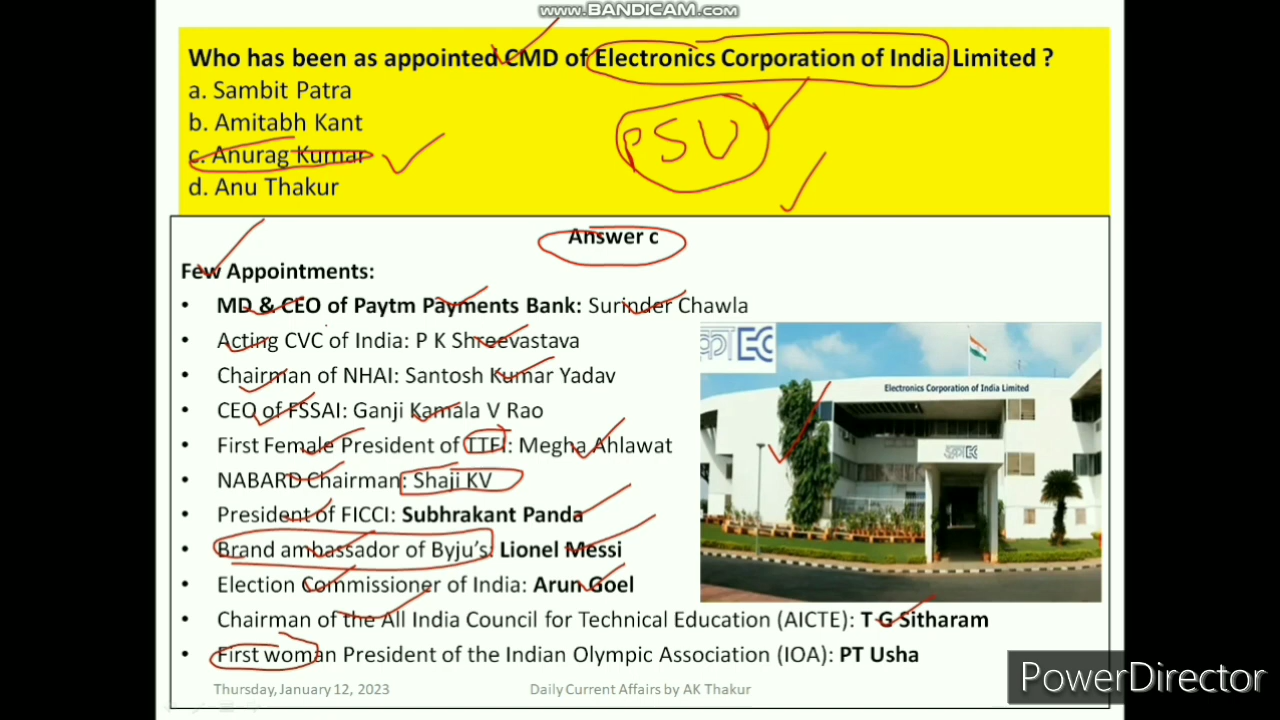 WWW.BANDICAM.COM
Who has been as appointed CMD of Electronics Corporation of India Limited ?
a. Sambit Patra
b. Amitabh Kant
c. Anurag Kumar
d. Anu Thakur
PSU
Answer c
Few Appointments:
• MD & CEO of Paytm Payments Bank: Surinder Chawla
• Acting CVC of India: P K Shreevastava
• Chairman of NHAI: Santosh Kumar Yadav
• CEO of FSSAI: Ganji Kamala V Rao
• First Female President of TTFI: Megha Ahlawat
• NABARD Chairman: Shaji KV
• President of FICCI: Subhrakant Panda
• Brand ambassador of Byju's: Lionel Messi
• Election Commissioner of India: Arun Goel
• Chairman of the All India Council for Technical Education (AICTE): T G Sitharam
• First woman President of the Indian Olympic Association (IOA): PT Usha
EC
Electronics Corporation of India Limited
Thursday, January 12, 2023
Daily Current Affairs by AK Thakur
PowerDirector